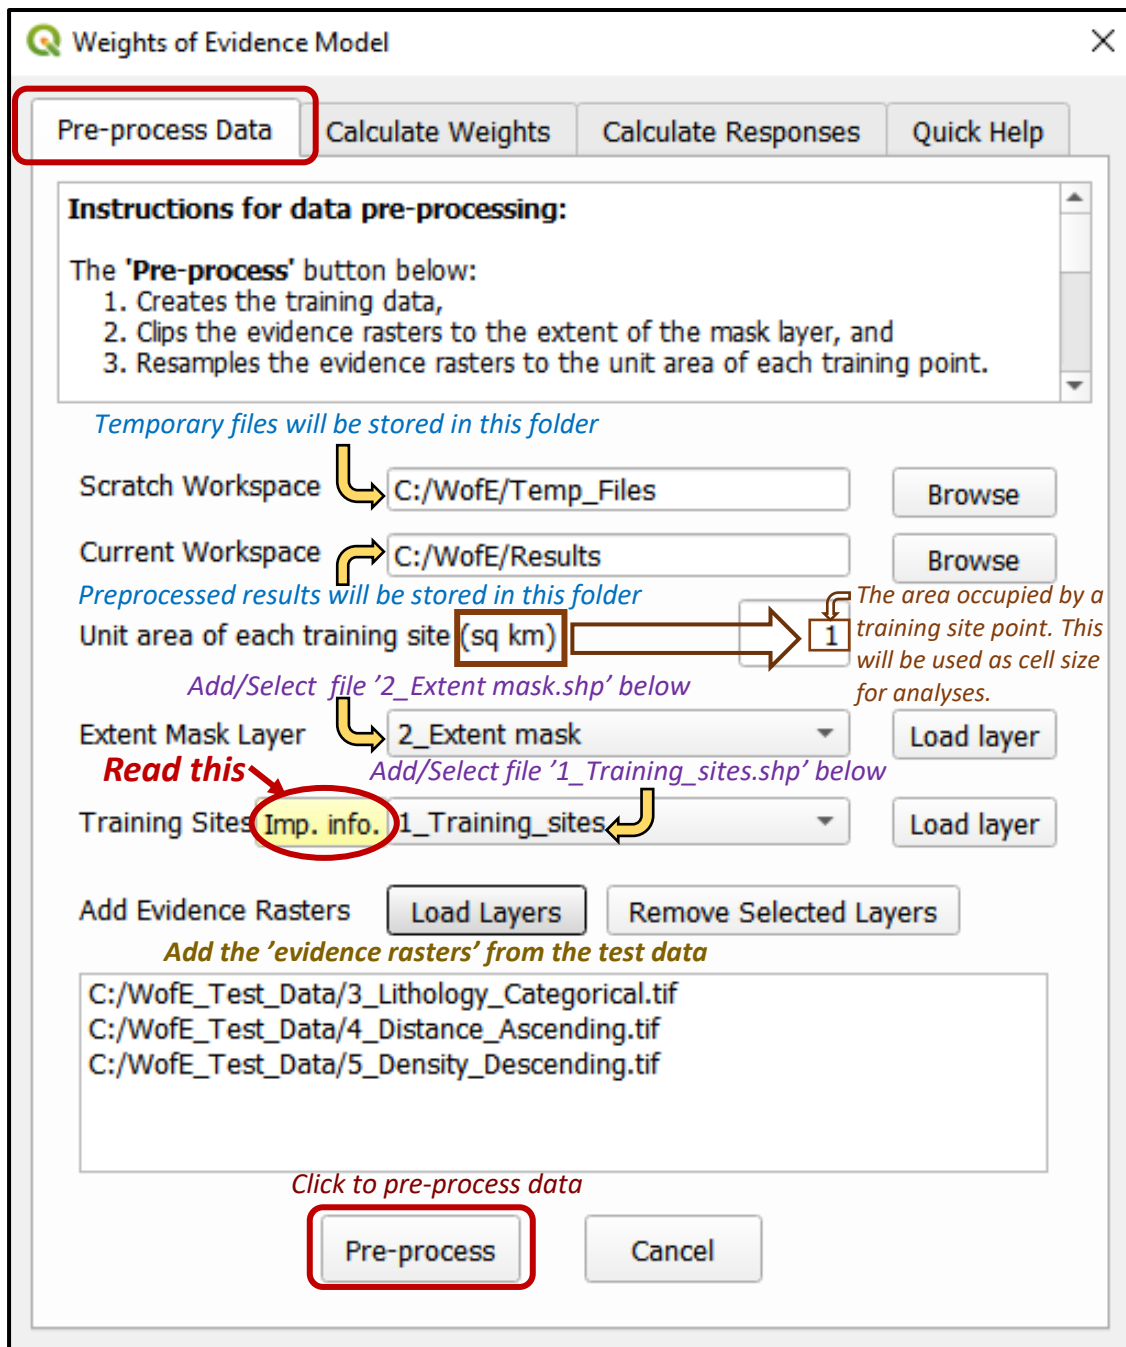 Weights of Evidence Model
Pre-process Data
Calculate Weights
Calculate Responses
Quick Help
Instructions for data pre-processing:
The 'Pre-process' button below:
1. Creates the training data,
2. Clips the evidence rasters to the extent of the mask layer, and
3. Resamples the evidence rasters to the unit area of each training point.
Temporary files will be stored in this folder
Scratch Workspace
C:/WofE/Temp_Files
Browse
Current Workspace
C:/WofE/Results
Browse
Preprocessed results will be stored in this folder
Unit area of each training site (sq km)
1
The area occupied by a
training site point. This
will be used as cell size
for analyses.
Add/Select file ’2_Extent mask.shp’ below
Extent Mask Layer
2_Extent mask
Load layer
Read this
Add/Select file ’1_Training_sites.shp’ below
Training Sites
Imp. info.
1_Training_sites
Load layer
Add Evidence Rasters
Load Layers
Remove Selected Layers
Add the ’evidence rasters’ from the test data
C:/WofE_Test_Data/3_Lithology_Categorical.tif
C:/WofE_Test_Data/4_Distance_Ascending.tif
C:/WofE_Test_Data/5_Density_Descending.tif
Click to pre-process data
Pre-process
Cancel